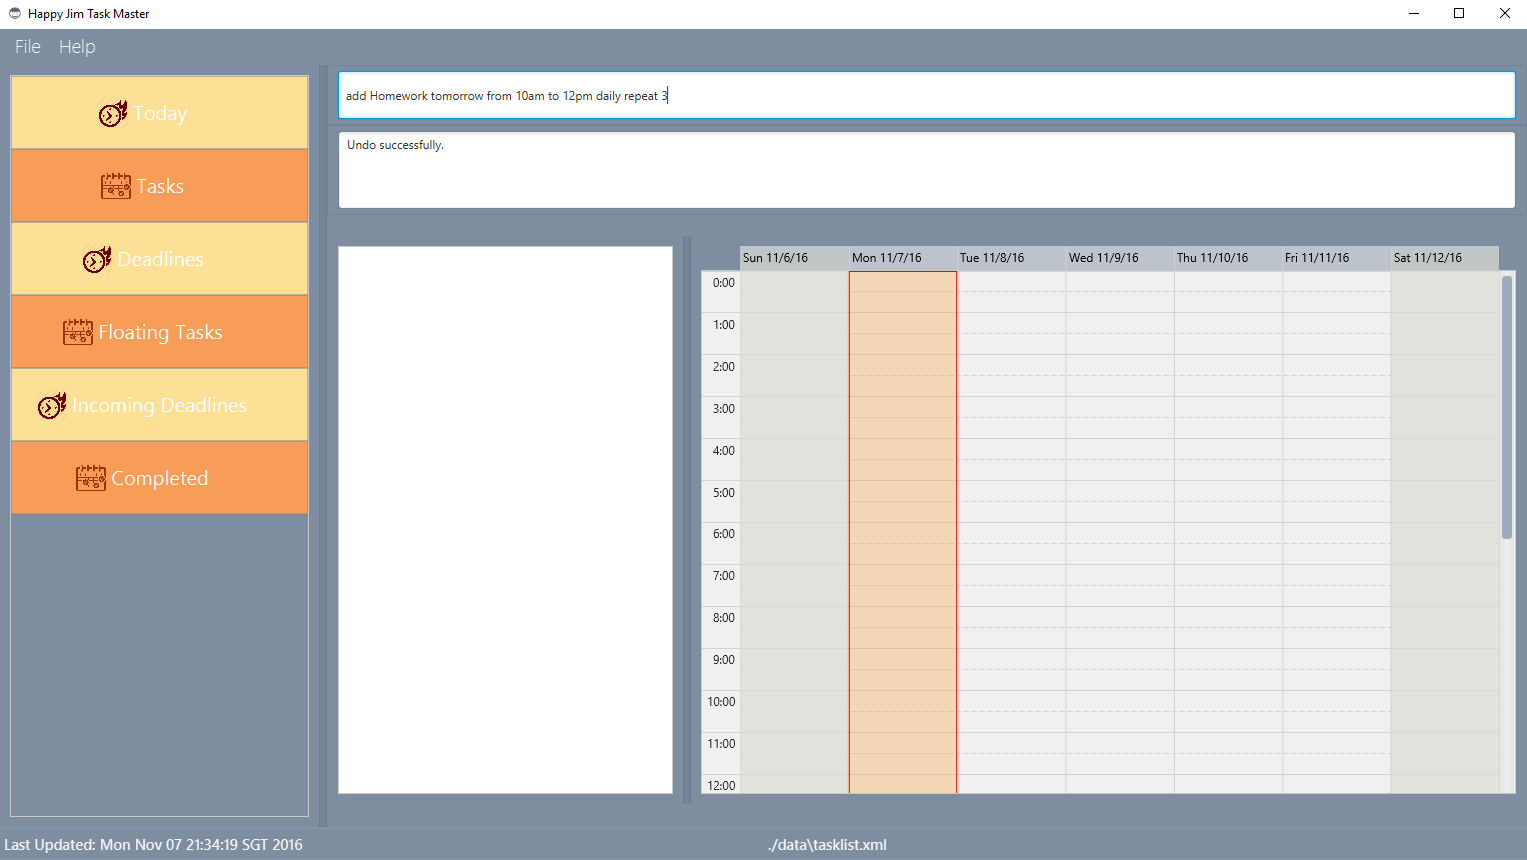 Happy Jim Task Master
File Help
Today
Tasks
Deadlines
Floating Tasks
Incoming Deadlines
Completed
add Homework tomorrow from 10am to 12pm daily repeat 3
Undo successfully.
Sun 11/6/16 Mon 11/7/16 Tue 11/8/16 Wed 11/9/16 Thu 11/10/16 Fri 11/11/16 Sat 11/12/16
0:00
1:00
2:00
3:00
4:00
5:00
6:00
7:00
8:00
9:00
10:00
11:00
12:00
Last Updated: Mon Nov 07 21:34:19 SGT 2016 ./data\tasklist.xml